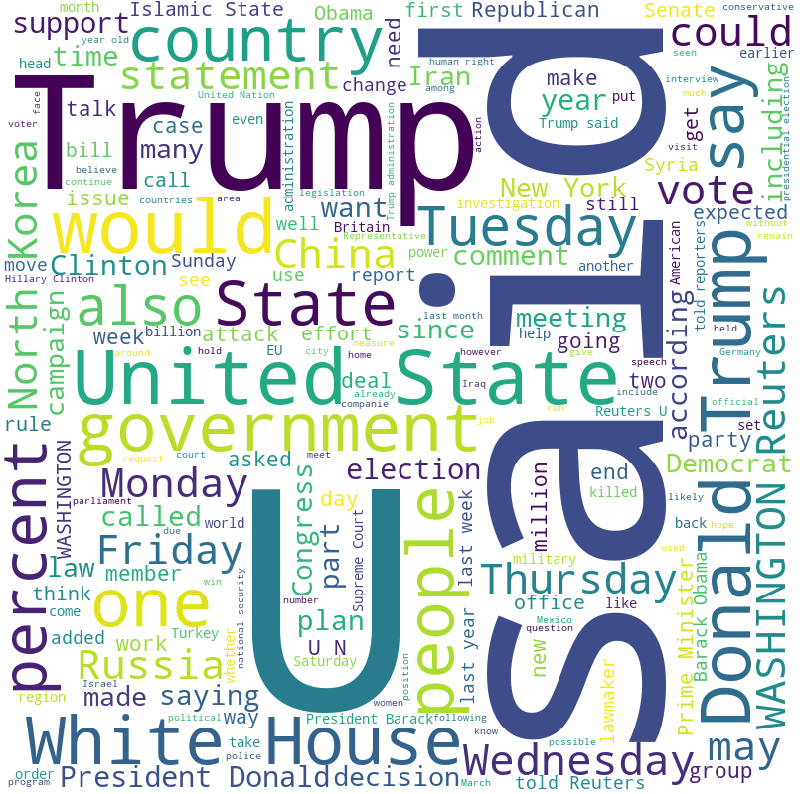 month
Islamic State
Obama
first
Republican
Senate
conservative
support
country
time
need
could
seen
earlier
year old
head
statement
human right
change
Iran
make
year
put
interview
Trump
United Nation
among
Trump said
much
say
including
presidential election
face
talk
case
even
administration
Trump administration
action
get
visit
voter
many
bill
believe
call
Syria
continue
issue
countries
area
legislation
want
New York
still
vote
investigation
expected
Korea
North
would
well
Britain
Representative
Tuesday
said
another
American
without
remain
move
Clinton
Sunday
China
power
comment
told reporters
Hillary Clinton
see
use
report
also
State
last month
since
meeting
according
Donald Trump
WASHINGTON Reuters
campaign
week
billion
attack
effort
help
going
held
measure
around
hold
EU
city
home
however
give
speech
Germany
United State
deal
already
companie
Iraq
two
include
official
government
job
run
Reuters U
set
rule
party
percent
WASHINGTON
request
court
meet
asked
election
end
Democrat
Monday
parliament
day
million
killed
likely
called
world
Congress
part
Supreme Court
people
last week
back
hope
due
Friday
U
military
used
law
member
think
win
national security
number
Thursday
come
one
plan
office
like
Barack Obama
Prime Minister
added
work
Turkey
whether
U N
last year
Mexico
question
new
Russia
Saturday
position
lawmaker
region
Israel
made
saying
women
political
way
President Barack
following
know
White House
take
police
Wednesday
possible
may
order
program
President Donald
decision
March
told Reuters
group